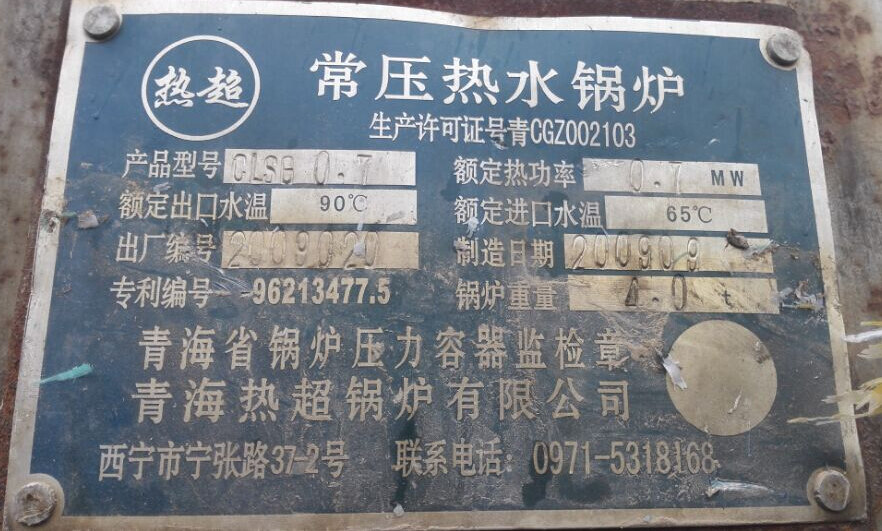 热超
常压热水锅炉
生产许可证号青CGZ002103
产品型号 CLSB 0.7 额定热功率 0.7 MW
额定出口水温 90℃ 额定进口水温 65℃
出厂编号 2009020 制造日期 200909
专利编号 -96213477.5 锅炉重量 4.0 t
青海省锅炉压力容器监检章
青海热超锅炉有限公司
西宁市宁张路37-2号 联系电话: 0971-5318168